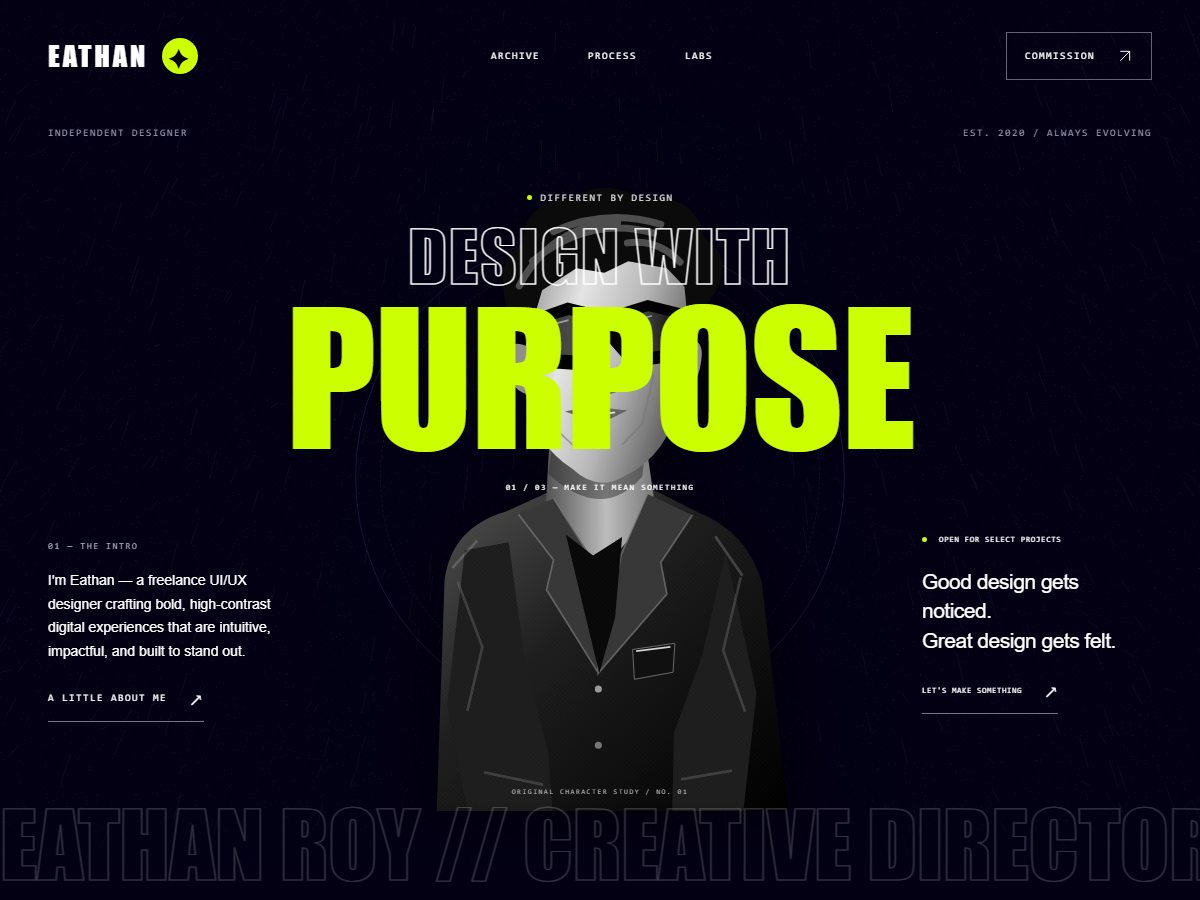 EATHAN
ARCHIVE
PROCESS
LABS
COMMISSION
INDEPENDENT DESIGNER
EST. 2020 / ALWAYS EVOLVING
DIFFERENT BY DESIGN
DESIGN WITH
PURPOSE
01 / 03 — MAKE IT MEAN SOMETHING
01 — THE INTRO
I'm Eathan — a freelance UI/UX
designer crafting bold, high-contrast
digital experiences that are intuitive,
impactful, and built to stand out.
A LITTLE ABOUT ME
OPEN FOR SELECT PROJECTS
Good design gets
noticed.
Great design gets felt.
LET'S MAKE SOMETHING
ORIGINAL CHARACTER STUDY / NO. 01
EATHAN ROY // CREATIVE DIRECTOR